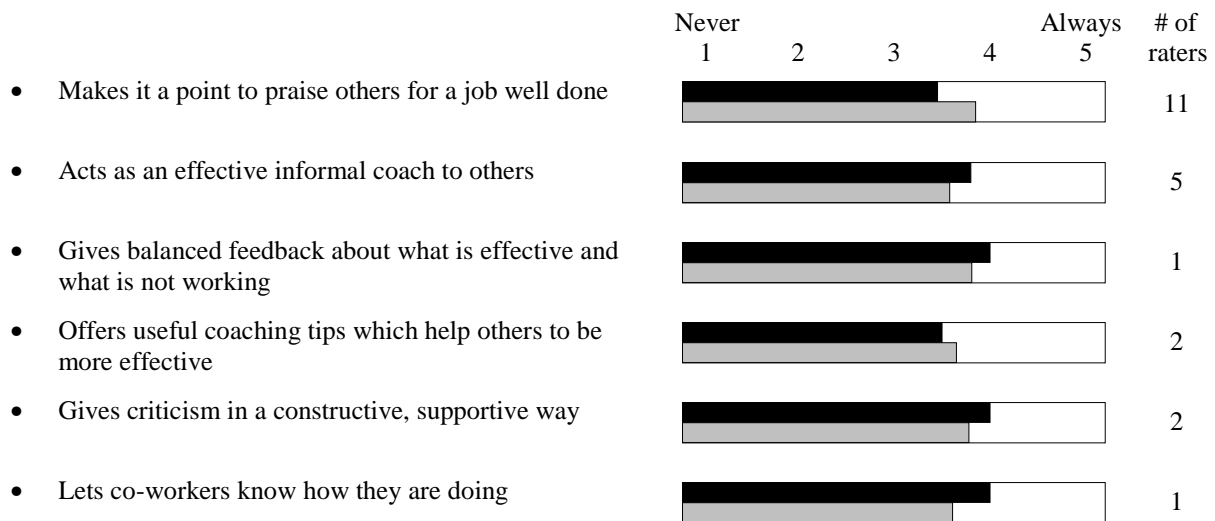 Never Always # of
1 2 3 4 5 raters
• Makes it a point to praise others for a job well done 11
• Acts as an effective informal coach to others 5
• Gives balanced feedback about what is effective and
what is not working 1
• Offers useful coaching tips which help others to be
more effective 2
• Gives criticism in a constructive, supportive way 2
• Lets co-workers know how they are doing 1